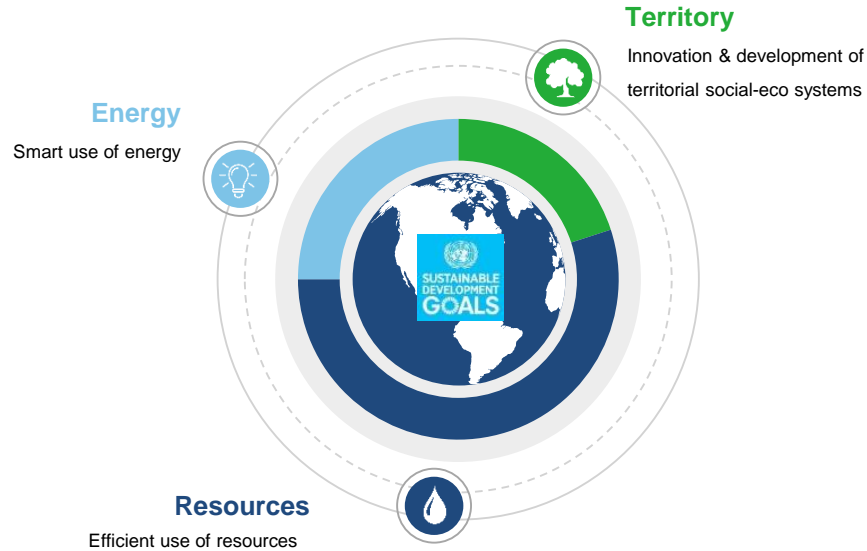 Territory
Innovation & development of
territorial social-eco systems
Energy
Smart use of energy
SUSTAINABLE
DEVELOPMENT
GOALS
Resources
Efficient use of resources